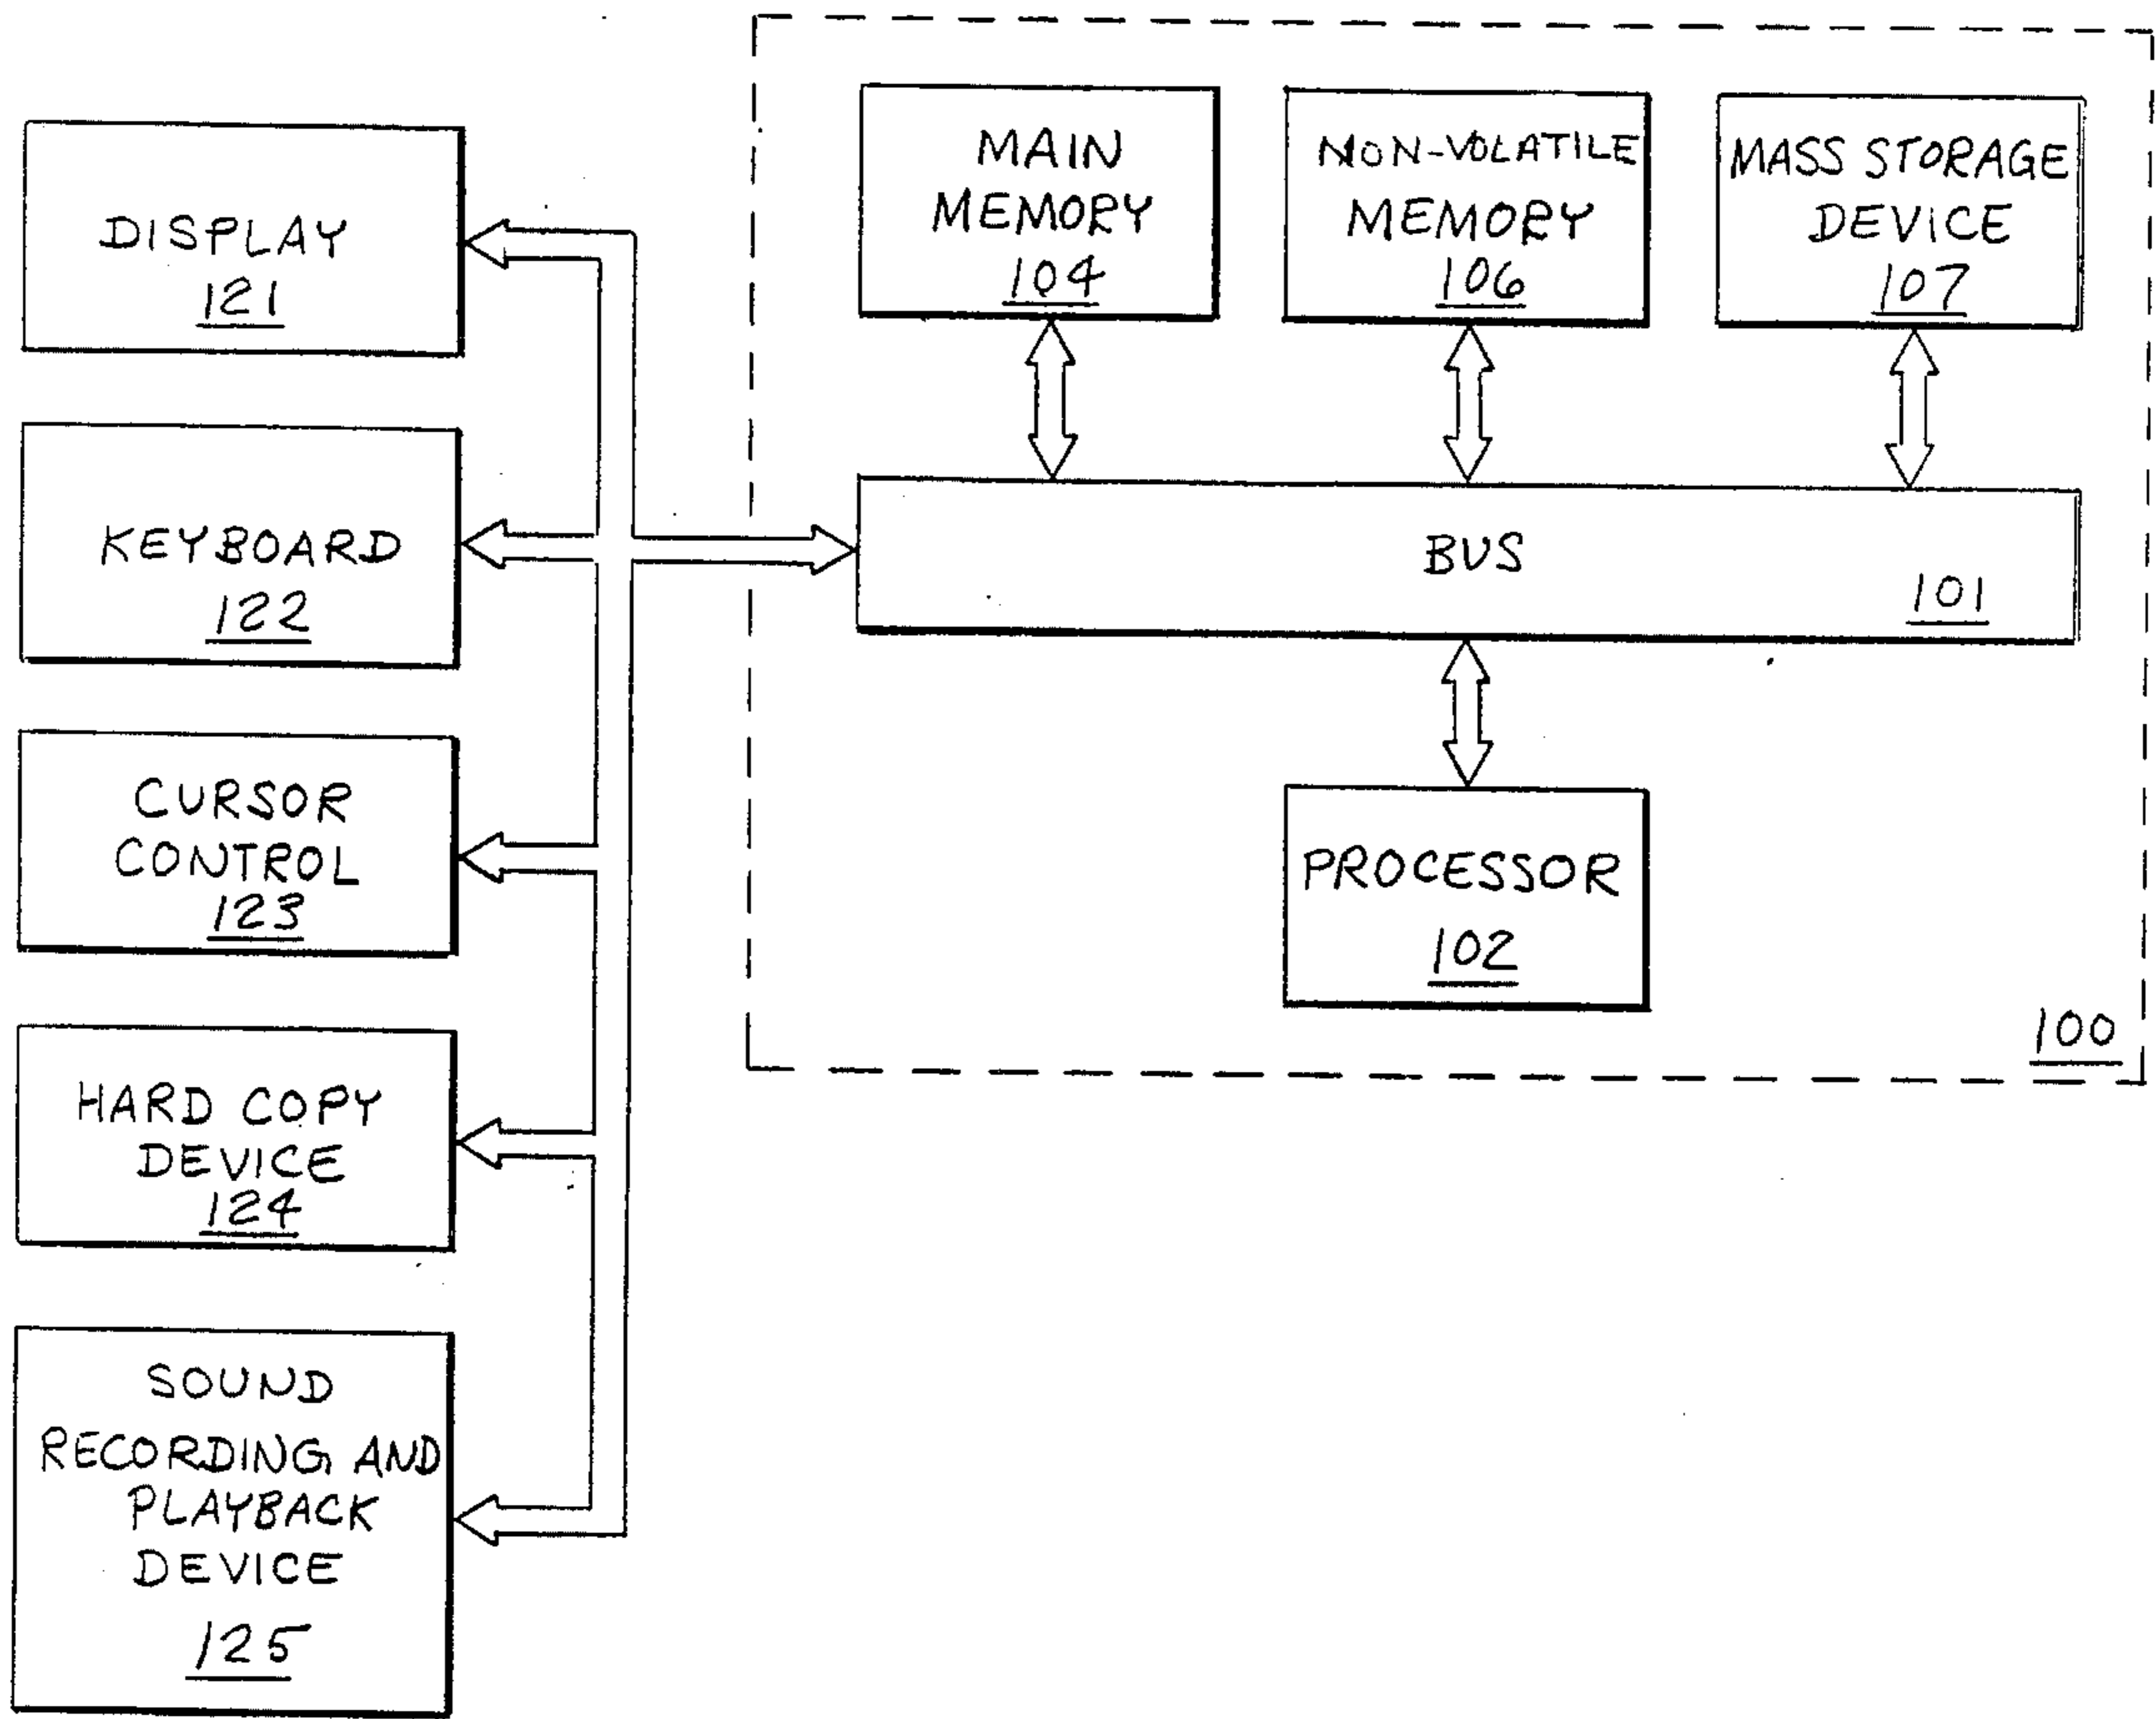 DISPLAY
121
KEYBOARD
122
CURSOR
CONTROL
123
HARD COPY
DEVICE
124
SOUND
RECORDING AND
PLAYBACK
DEVICE
125
MAIN
MEMORY
104
NON-VOLATILE
MEMORY
106
MASS STORAGE
DEVICE
107
BUS
101
PROCESSOR
102
100